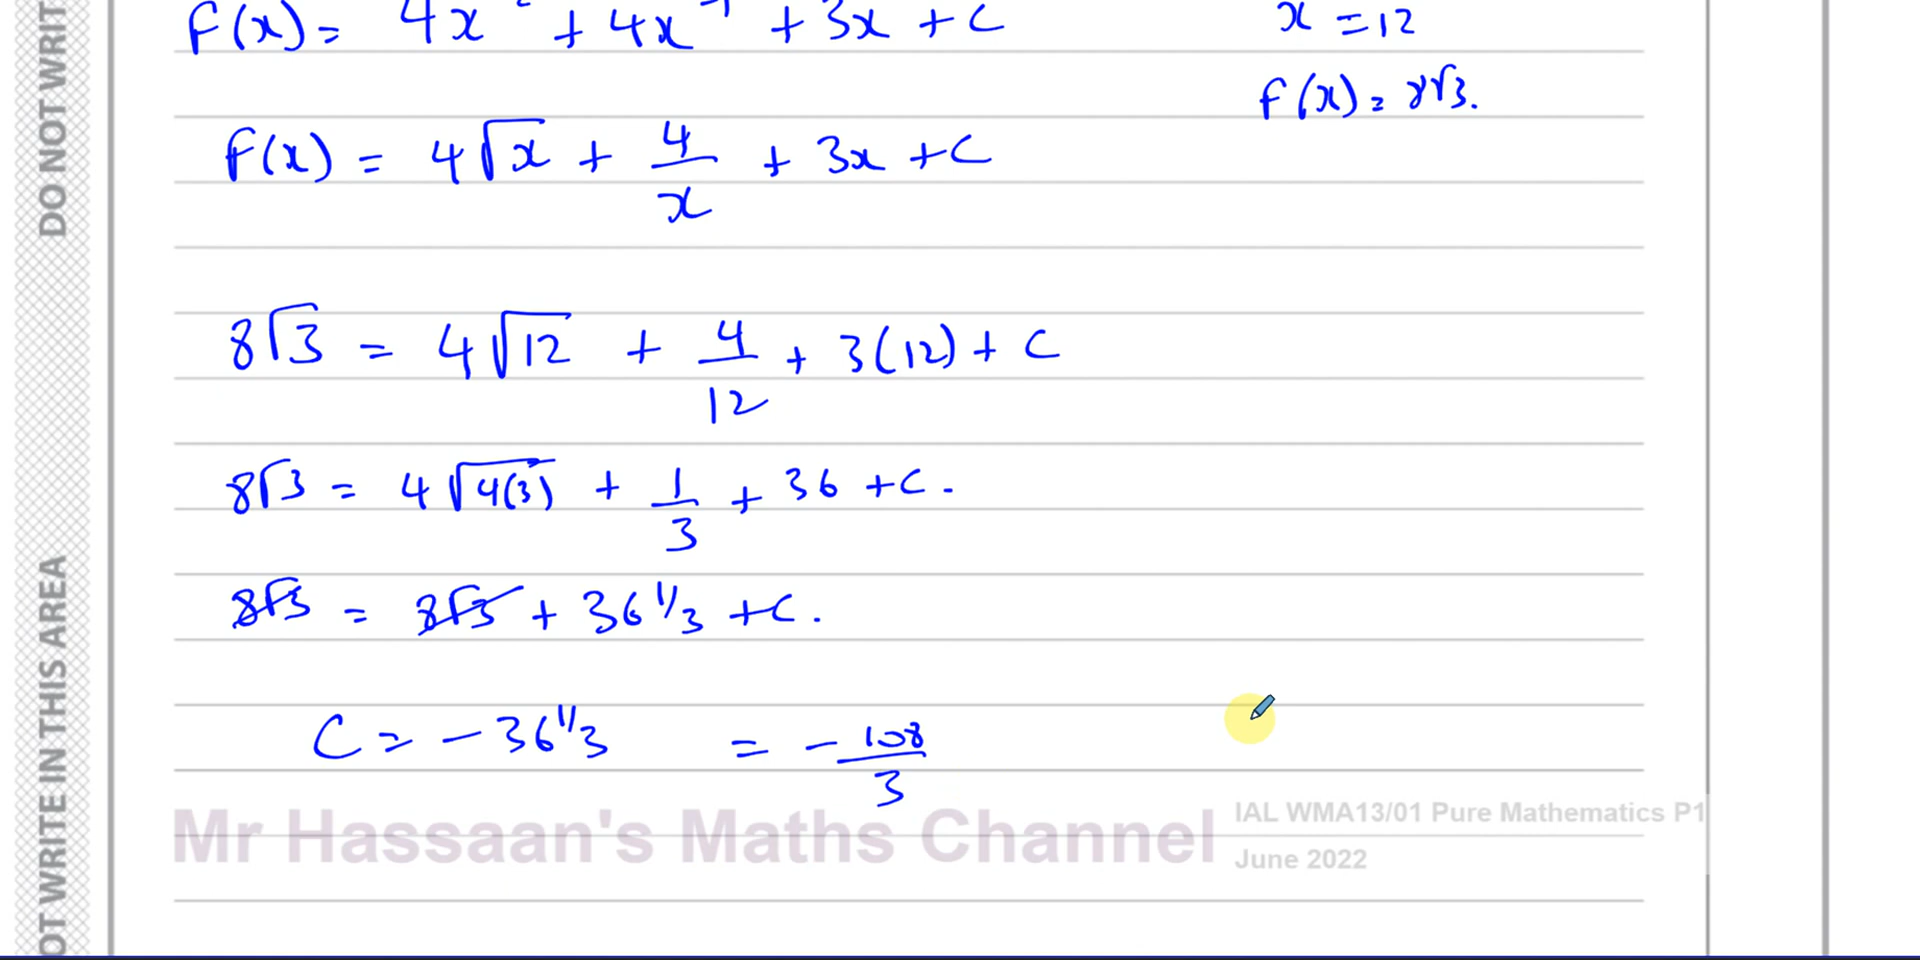 f(x) = 4x + 4x⁻¹ + 3x + c
x = 12
f(x) = 8√3.
f(x) = 4√x + 4/x + 3x + c
8√3 = 4√12 + 4/12 + 3(12) + c
8√3 = 4√4(3) + 1/3 + 36 + c.
8√3 = 8√3 + 36 1/3 + c.
c = - 36 1/3 = - 108/3
Mr Hassaan's Maths Channel
IAL WMA13/01 Pure Mathematics P1
June 2022
DO NOT WRIT
OT WRITE IN THIS AREA